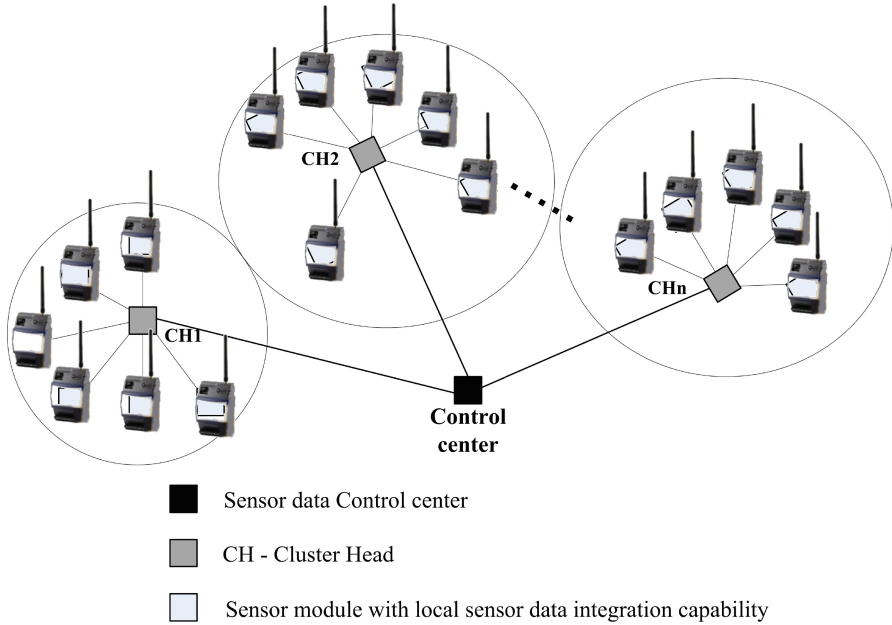 CH2
CHn
CH1
Control
center
Sensor data Control center
CH - Cluster Head
Sensor module with local sensor data integration capability